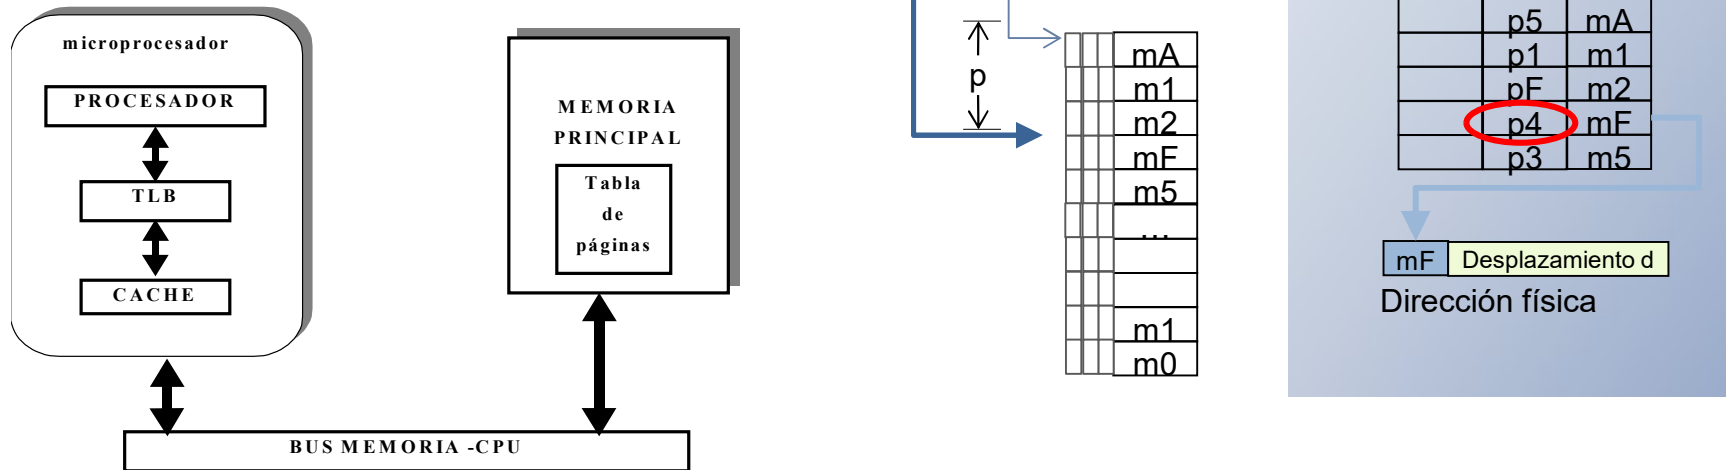 microprocesador
PROCESADOR
TLB
CACHE
MEMORIA
PRINCIPAL
Tabla
de
páginas
BUS MEMORIA -CPU
p
mA
m1
m2
mF
m5
...
m1
m0
p5 mA
p1 m1
pF m2
p4 mF
p3 m5
mF Desplazamiento d
Dirección física